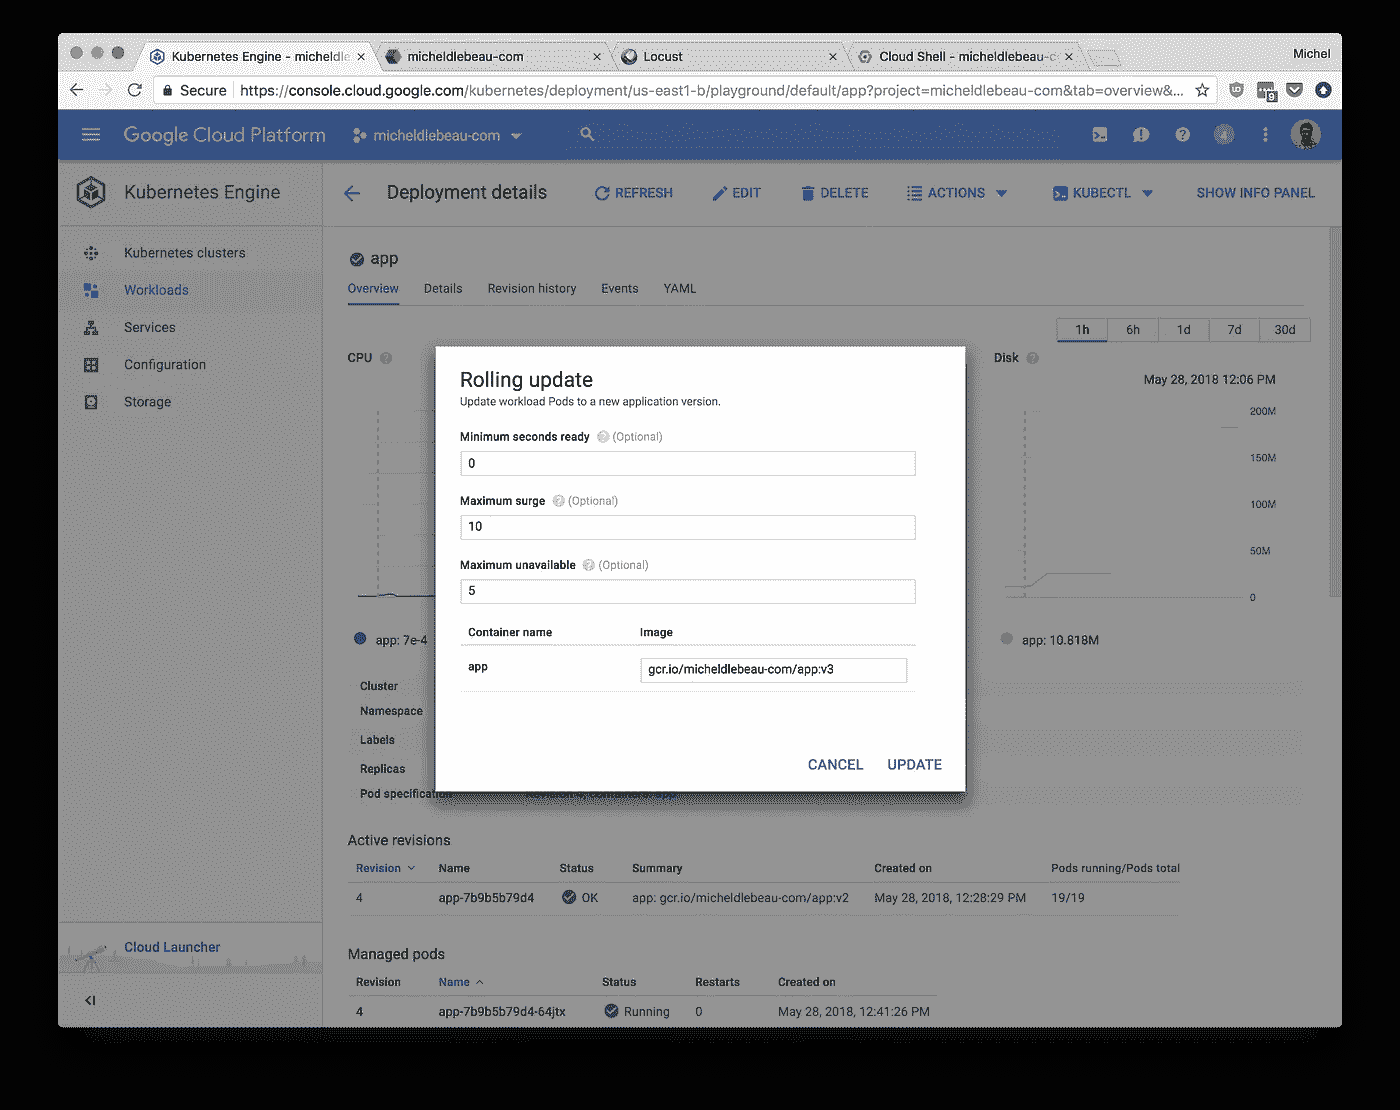 Kubernetes Engine - micheldle
micheldlebeau-com
Locust
Cloud Shell - micheldlebeau-c
Michel
Secure
https://console.cloud.google.com/kubernetes/deployment/us-east1-b/playground/default/app?project=micheldlebeau-com&tab=overview&...
9
Google Cloud Platform
micheldlebeau-com
4
Kubernetes Engine
Deployment details
REFRESH
EDIT
DELETE
ACTIONS
KUBECTL
SHOW INFO PANEL
Kubernetes clusters
Workloads
Services
Configuration
Storage
Cloud Launcher
app
Overview
Details
Revision history
Events
YAML
1h
6h
1d
7d
30d
CPU
Disk
May 28, 2018 12:06 PM
200M
150M
100M
50M
0
app: 7e-4
app: 10.818M
Rolling update
Update workload Pods to a new application version.
Minimum seconds ready (Optional)
0
Maximum surge (Optional)
10
Maximum unavailable (Optional)
5
Container name Image
app gcr.io/micheldlebeau-com/app:v3
CANCEL UPDATE
Cluster
Namespace
Labels
Replicas
Pod specification
Active revisions
Revision Name Status Summary Created on Pods running/Pods total
4 app-7b9b5b79d4 OK app: gcr.io/micheldlebeau-com/app:v2 May 28, 2018, 12:28:29 PM 19/19
Managed pods
Revision Name Status Restarts Created on
4 app-7b9b5b79d4-64jtx Running 0 May 28, 2018, 12:41:26 PM